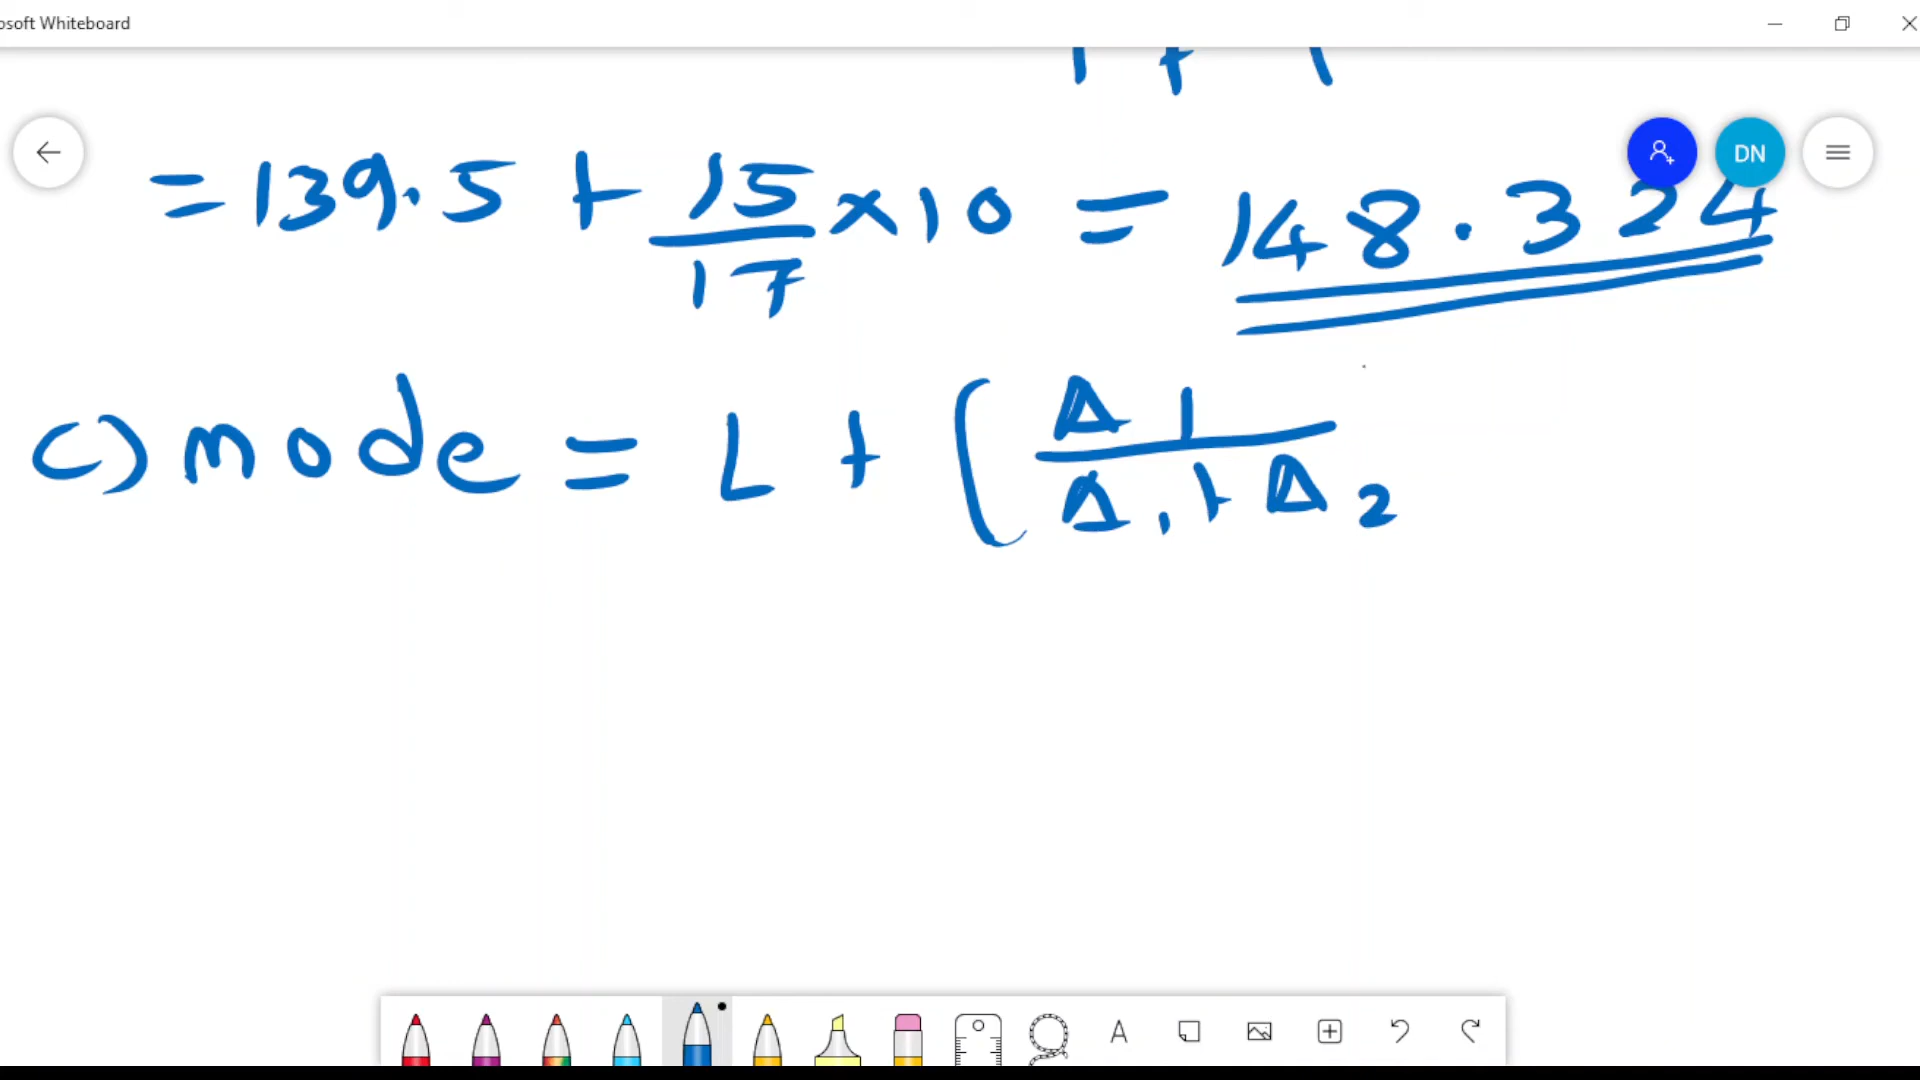 osoft Whiteboard
DN
= 139.5 + 15/17 × 10 = 148.324
c) mode = L + ( Δ1 / Δ1 + Δ2
A